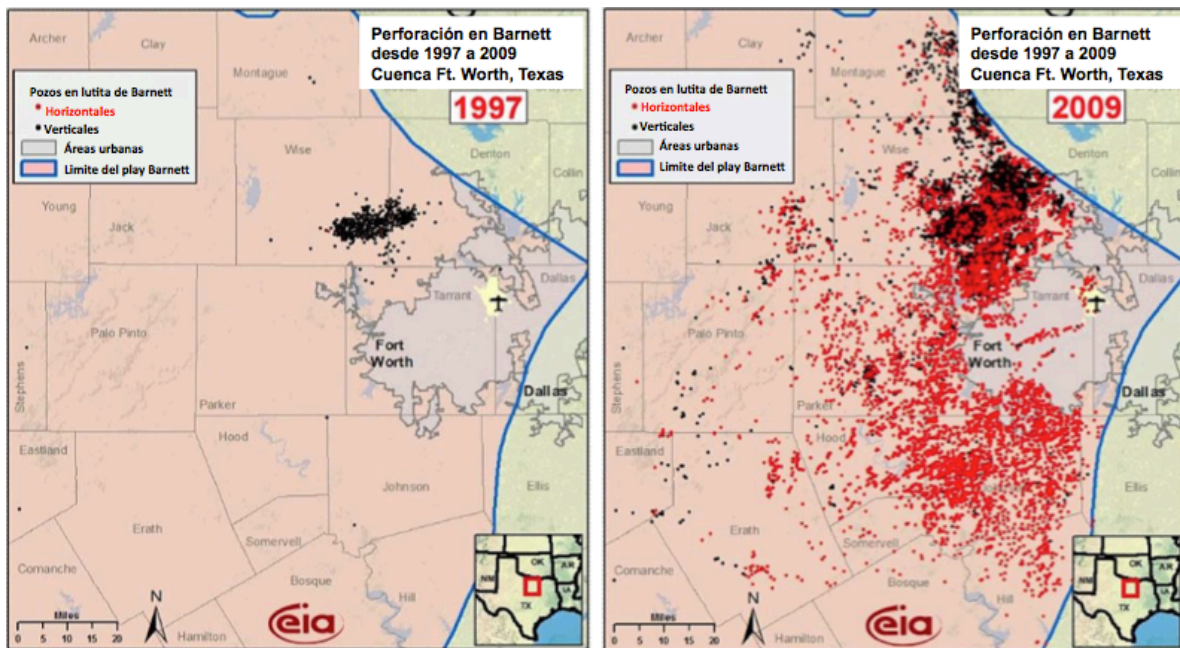 Perforación en Barnett
desde 1997 a 2009
Cuenca Ft. Worth, Texas
1997
Pozos en lutita de Barnett
Horizontales
Verticales
Áreas urbanas
Limite del play Barnett
Archer
Clay
Montague
Wise
Denton
Collin
Young
Jack
Dallas
Tarrant
Palo Pinto
Fort
Worth
Stephens
Dallas
Parker
Hood
Eastland
Johnson
Ellis
Erath
Somervell
Comanche
Bosque
Hill
Hamilton
N
Miles
0 5 10 15 20
eia
OK
AR
NM
TX
Perforación en Barnett
desde 1997 a 2009
Cuenca Ft. Worth, Texas
2009
Pozos en lutita de Barnett
Horizontales
Verticales
Áreas urbanas
Limite del play Barnett
Archer
Clay
Montague
Wise
Denton
Collin
Young
Jack
Dallas
Tarrant
Palo Pinto
Fort
Worth
Stephens
Dallas
Parker
Hood
Eastland
Ellis
Erath
Somervell
Comanche
Bosque
Hill
Hamilton
N
Miles
0 5 10 15 20
eia
OK
AR
NM
TX